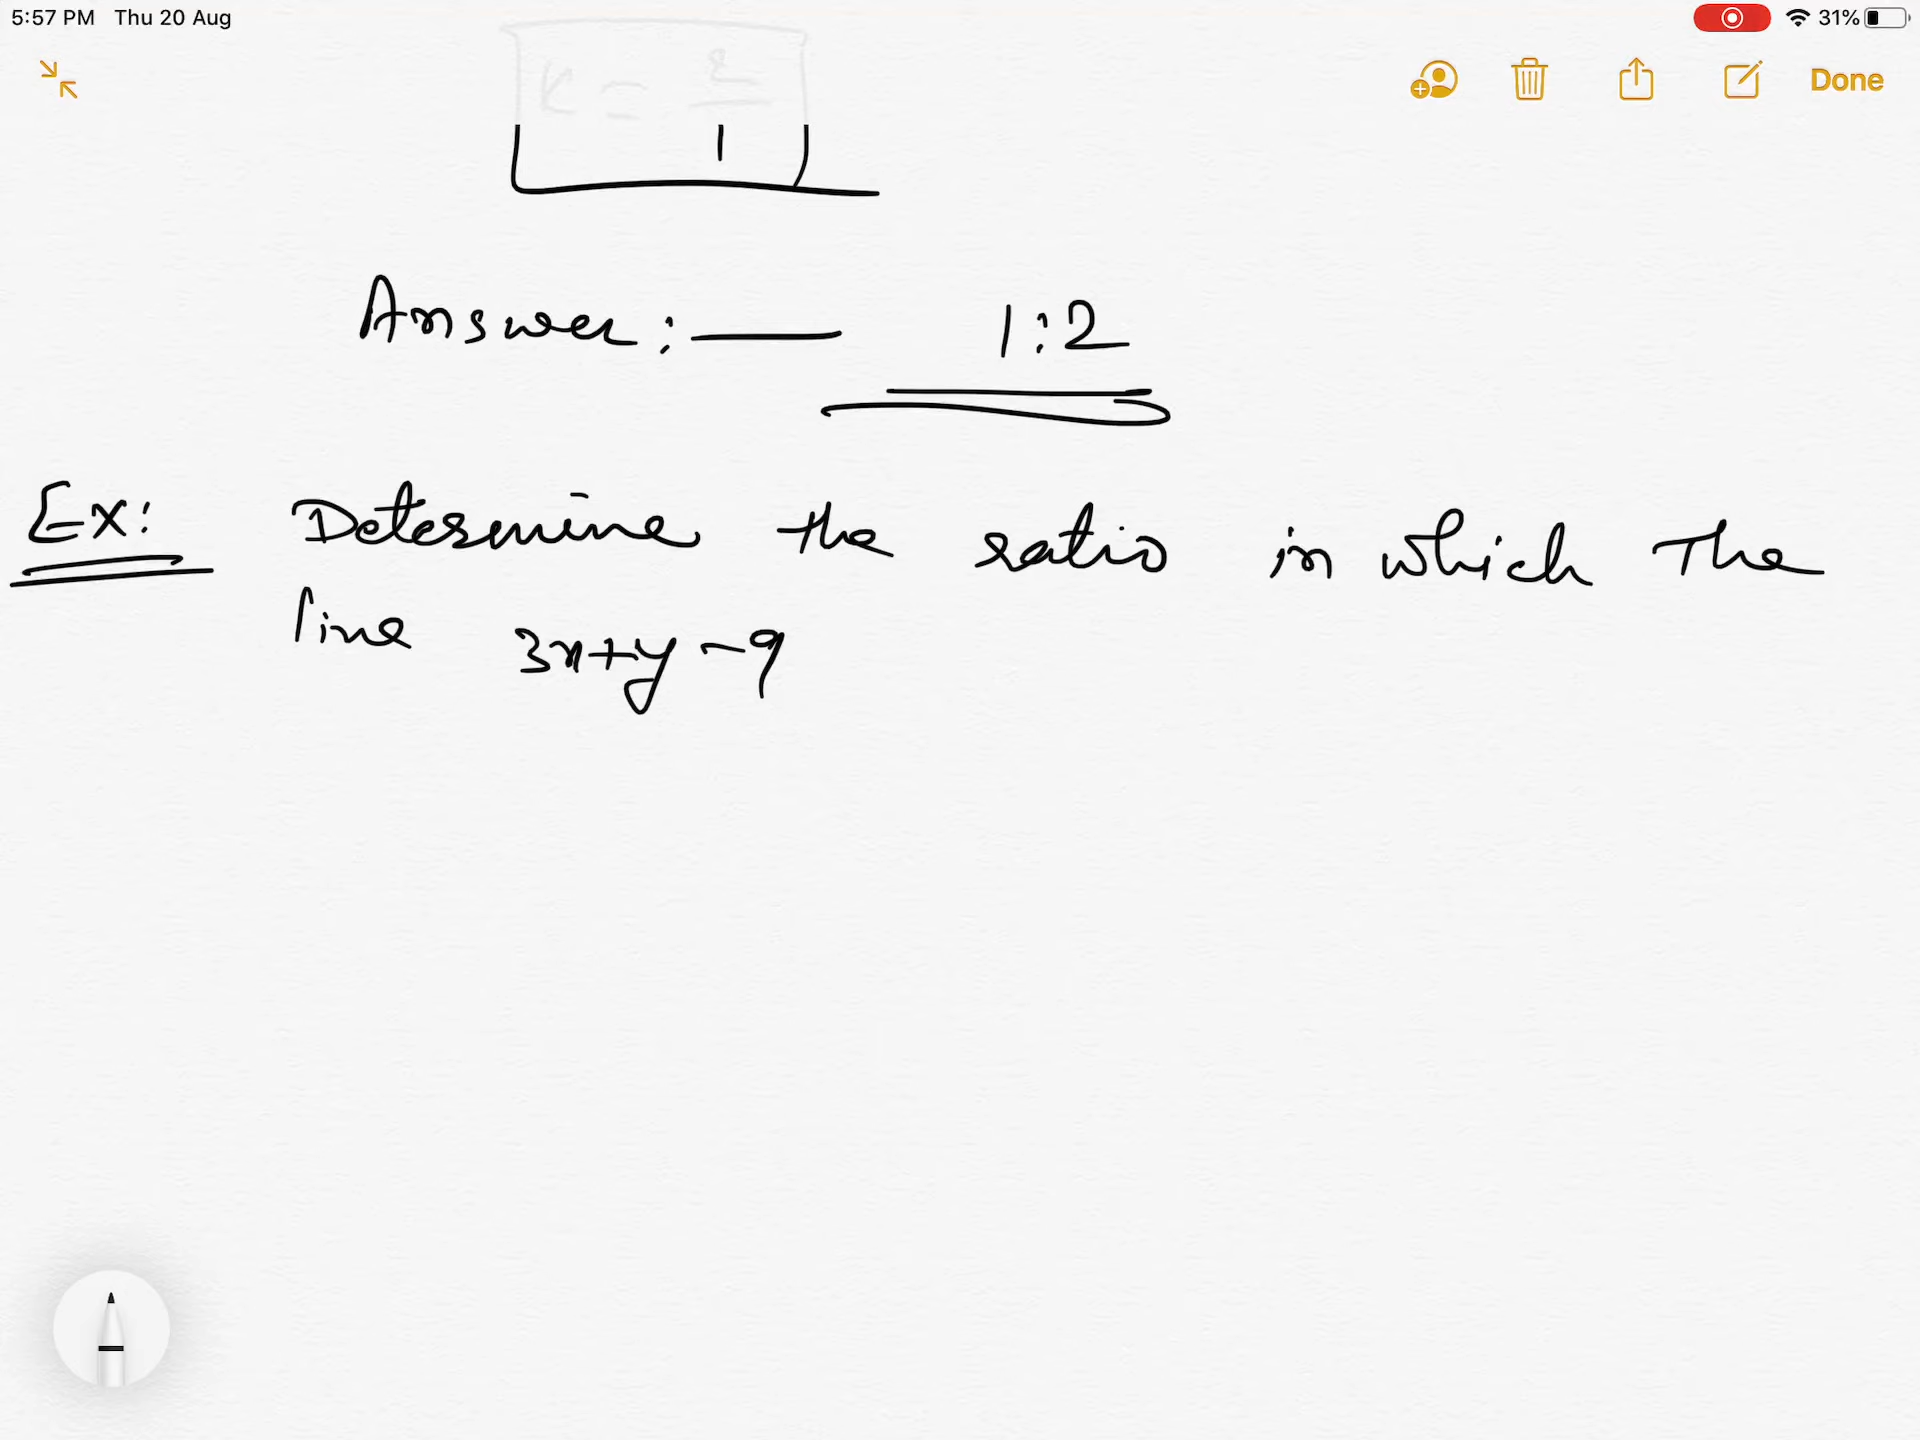 5:57 PM Thu 20 Aug 31%
Done
K = 2
1
Answer: — 1:2
Ex: Determine the ratio in which The
line 3x+y-9